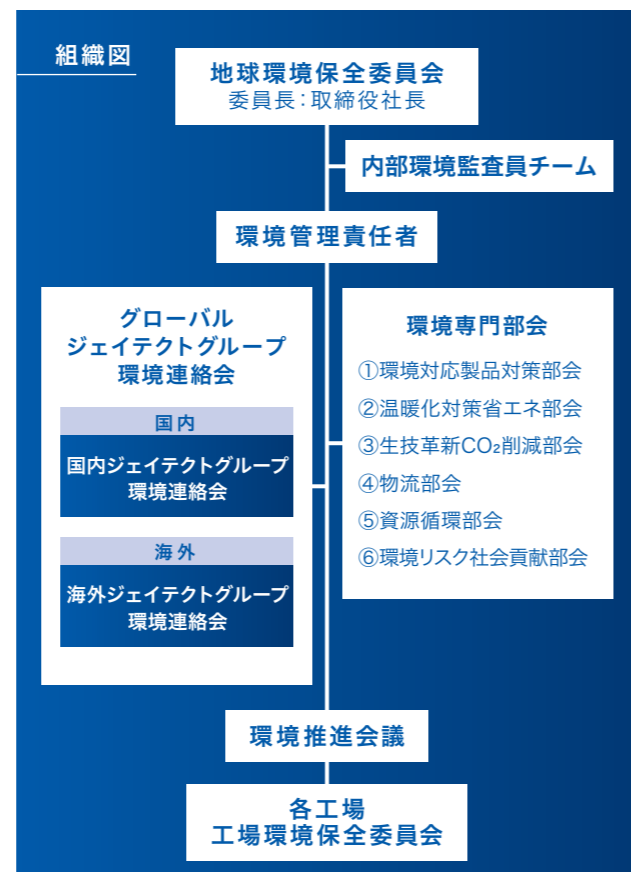 組織図
地球環境保全委員会
委員長：取締役社長
内部環境監査員チーム
環境管理責任者
グローバル
ジェイテクトグループ
環境連絡会
国内
国内ジェイテクトグループ
環境連絡会
海外
海外ジェイテクトグループ
環境連絡会
環境専門部会
①環境対応製品対策部会
②温暖化対策省エネ部会
③生技革新CO₂削減部会
④物流部会
⑤資源循環部会
⑥環境リスク社会貢献部会
環境推進会議
各工場
工場環境保全委員会